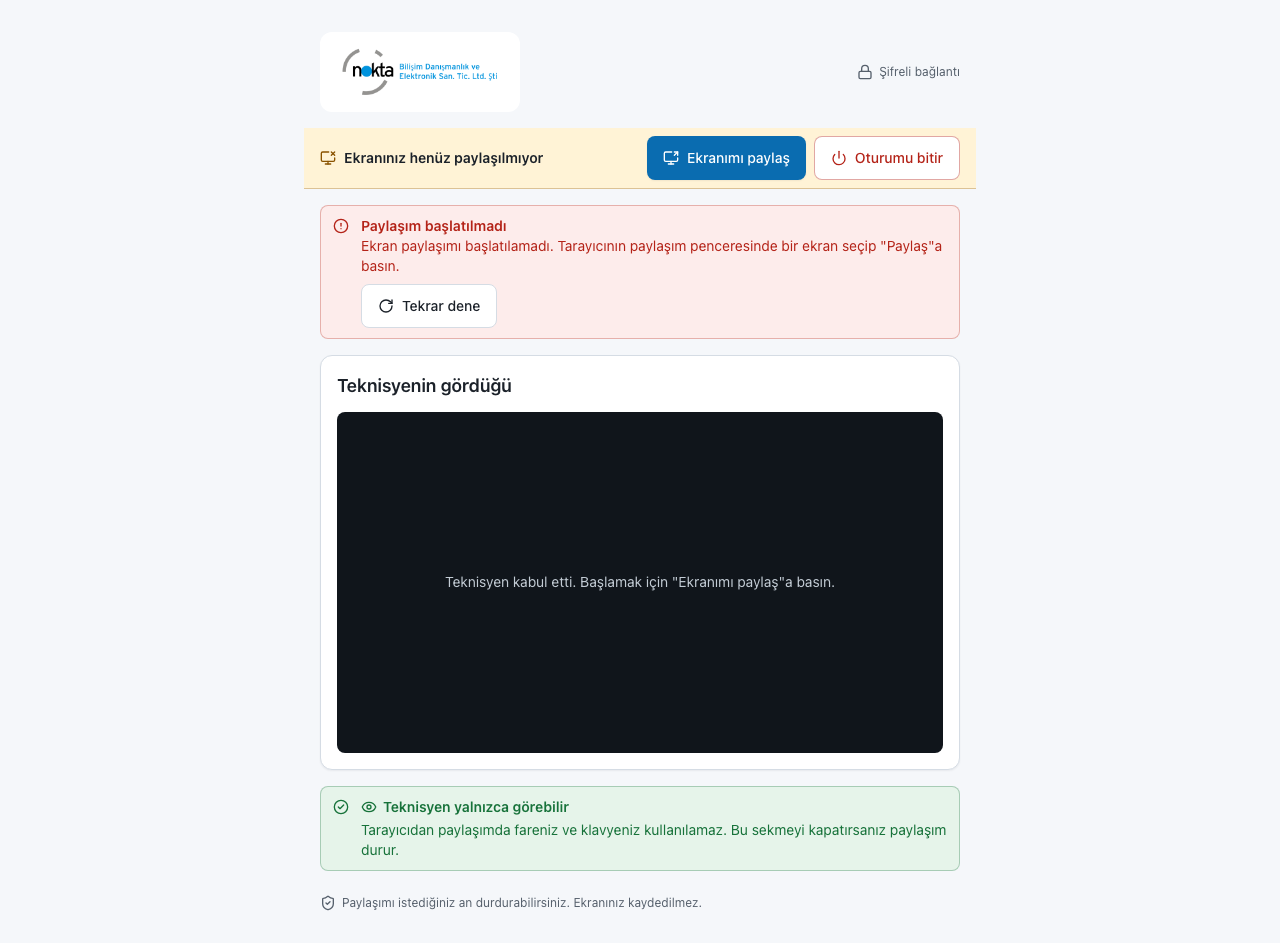 nokta
Bilişim Danışmanlık ve
Elektronik San. Tic. Ltd. Şti
Şifreli bağlantı
Ekranınız henüz paylaşılmıyor
Ekranımı paylaş
Oturumu bitir
Paylaşım başlatılmadı
Ekran paylaşımı başlatılamadı. Tarayıcının paylaşım penceresinde bir ekran seçip "Paylaş"a
basın.
Tekrar dene
Teknisyenin gördüğü
Teknisyen kabul etti. Başlamak için "Ekranımı paylaş"a basın.
Teknisyen yalnızca görebilir
Tarayıcıdan paylaşımda fareniz ve klavyeniz kullanılamaz. Bu sekmeyi kapatırsanız paylaşım
durur.
Paylaşımı istediğiniz an durdurabilirsiniz. Ekranınız kaydedilmez.